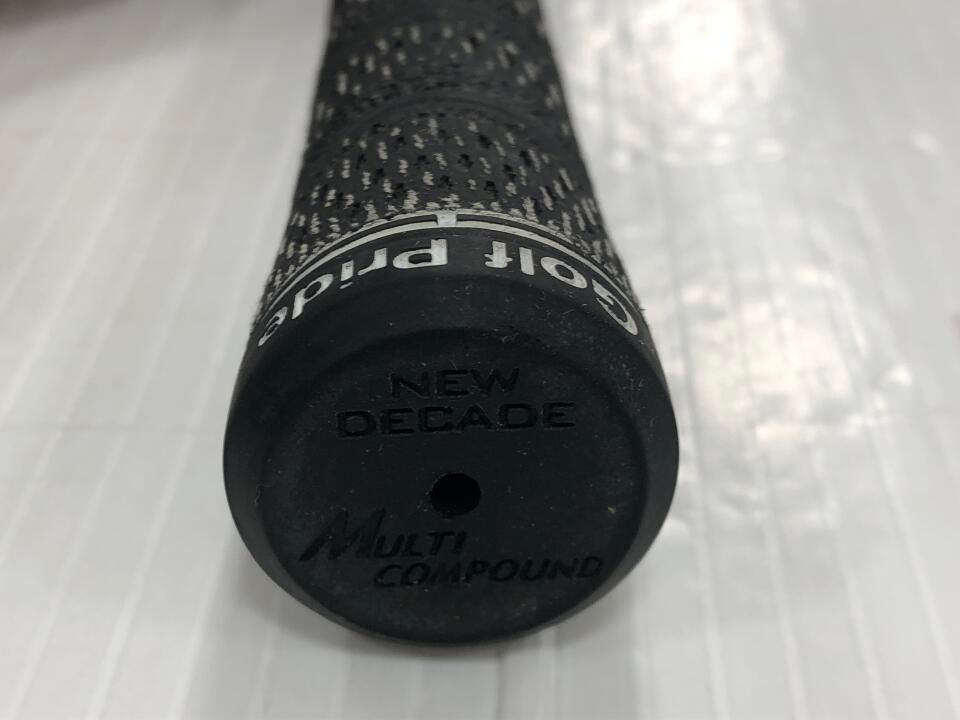 Golf Pride
NEW
DECADE
MULTI
COMPOUND